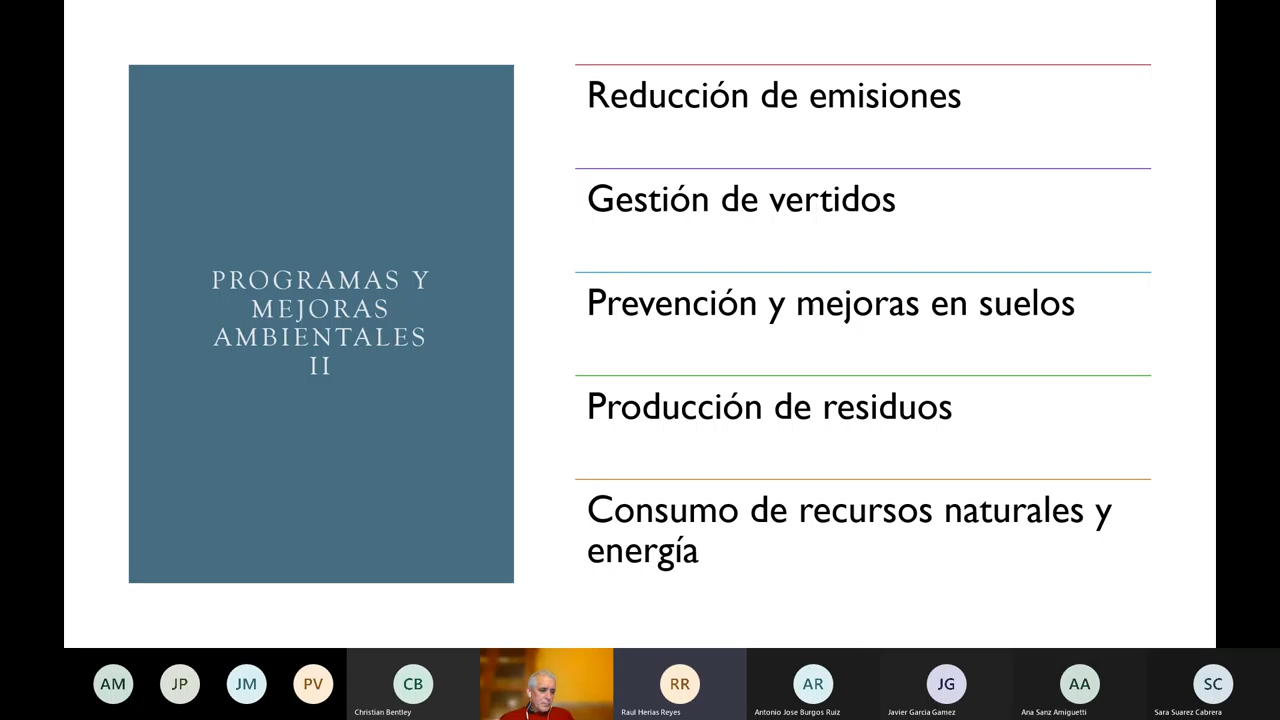 PROGRAMAS Y
MEJORAS
AMBIENTALES
II
Reducción de emisiones
Gestión de vertidos
Prevención y mejoras en suelos
Producción de residuos
Consumo de recursos naturales y
energía
AM
JP
JM
PV
CB
Christian Bentley
RR
Raul Herias Reyes
AR
Antonio Jose Burgos Ruiz
JG
Javier Garcia Gamez
AA
Ana Sanz Amiguetti
SC
Sara Suarez Cabrera